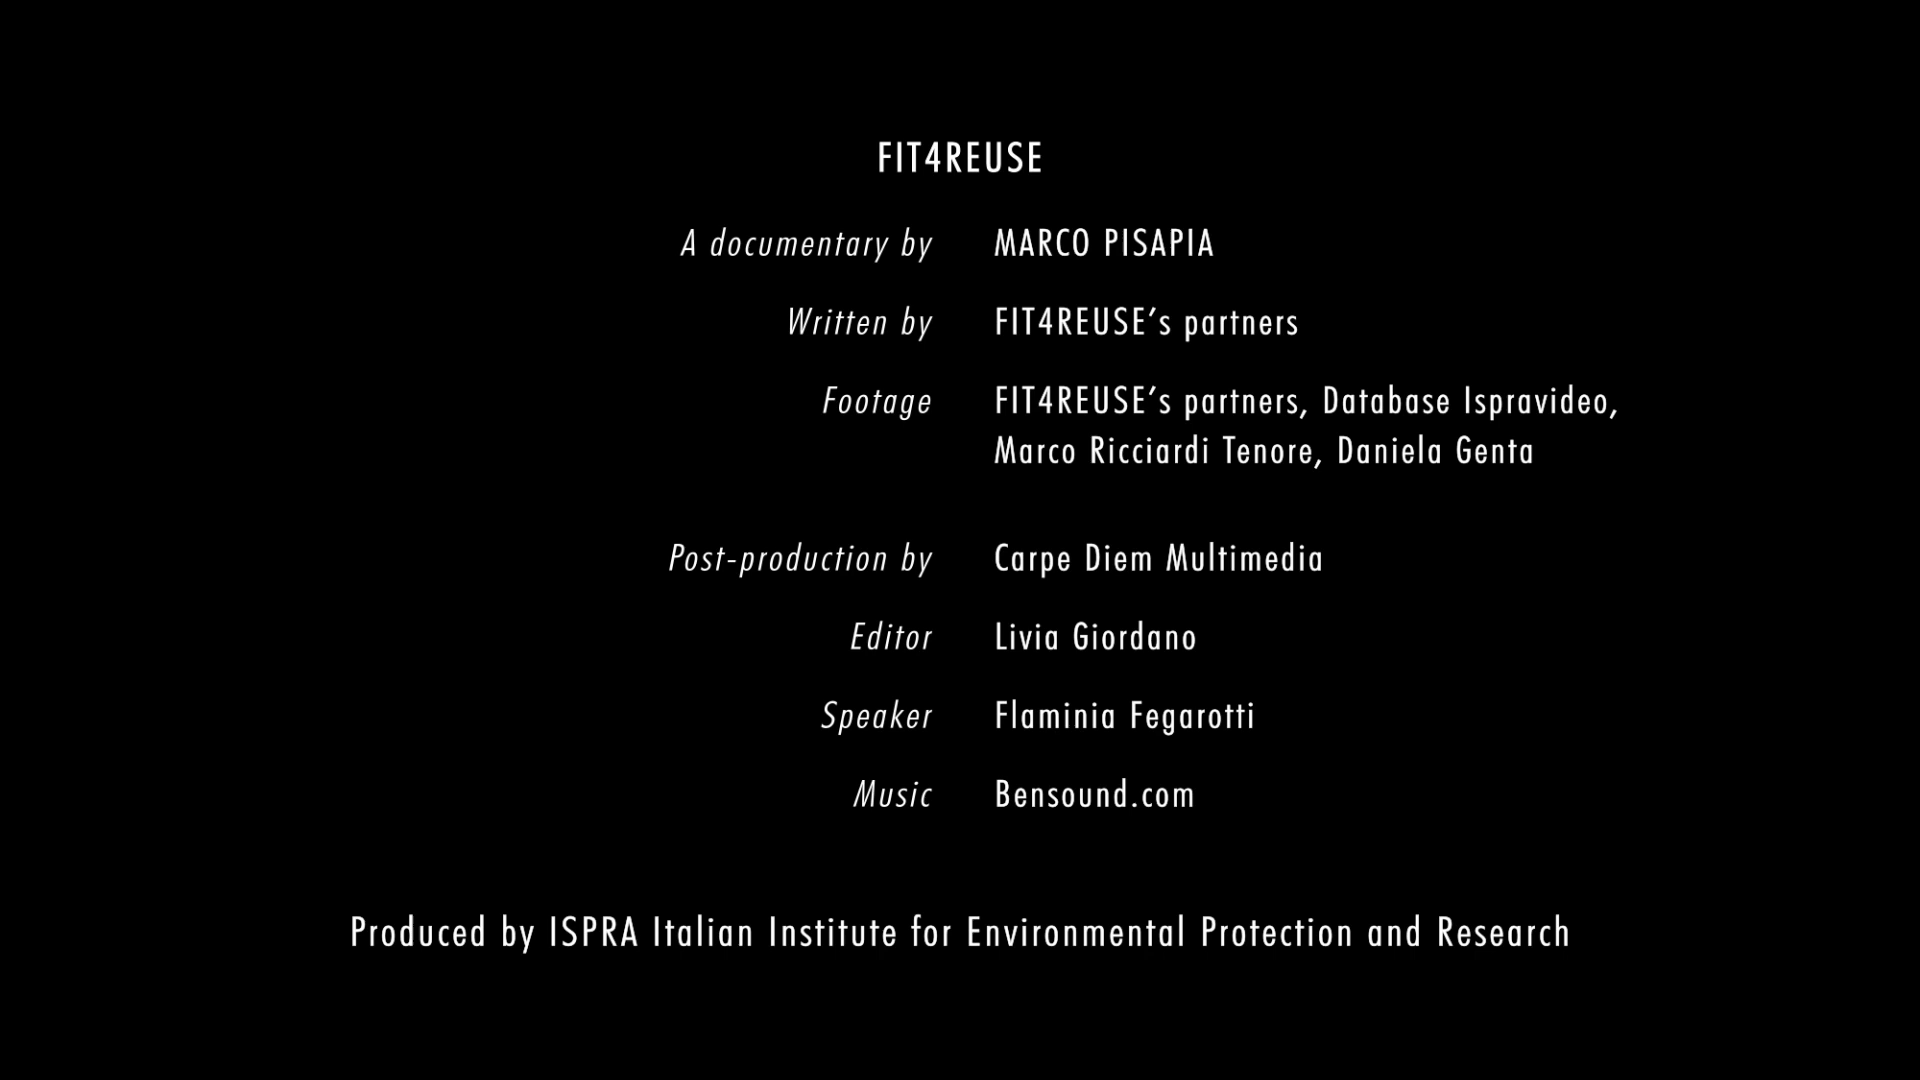 FIT4REUSE
A documentary by MARCO PISAPIA
Written by FIT4REUSE’s partners
Footage FIT4REUSE’s partners, Database Ispravideo,
Marco Ricciardi Tenore, Daniela Genta
Post-production by Carpe Diem Multimedia
Editor Livia Giordano
Speaker Flaminia Fegarotti
Music Bensound.com
Produced by ISPRA Italian Institute for Environmental Protection and Research